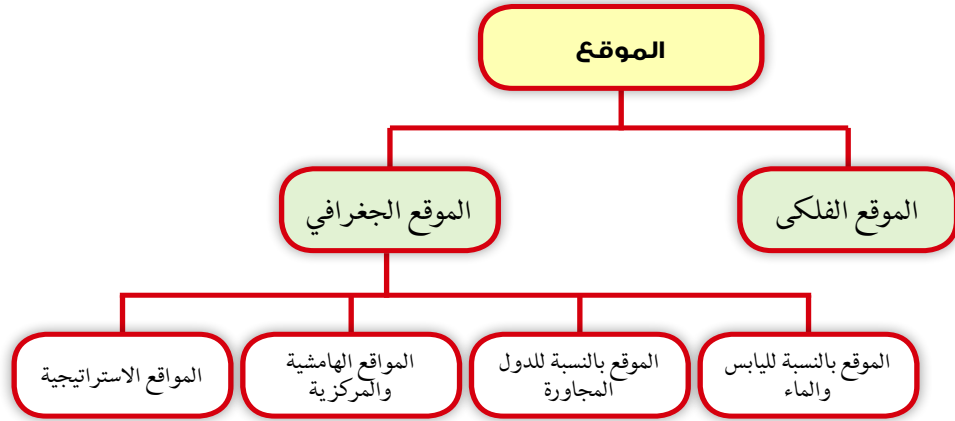 الموقع
الموقع الفلكى
الموقع الجغرافي
الموقع بالنسبة لليابس
والماء
الموقع بالنسبة للدول
المجاورة
المواقع الهامشية
والمركزية
المواقع الاستراتيجية